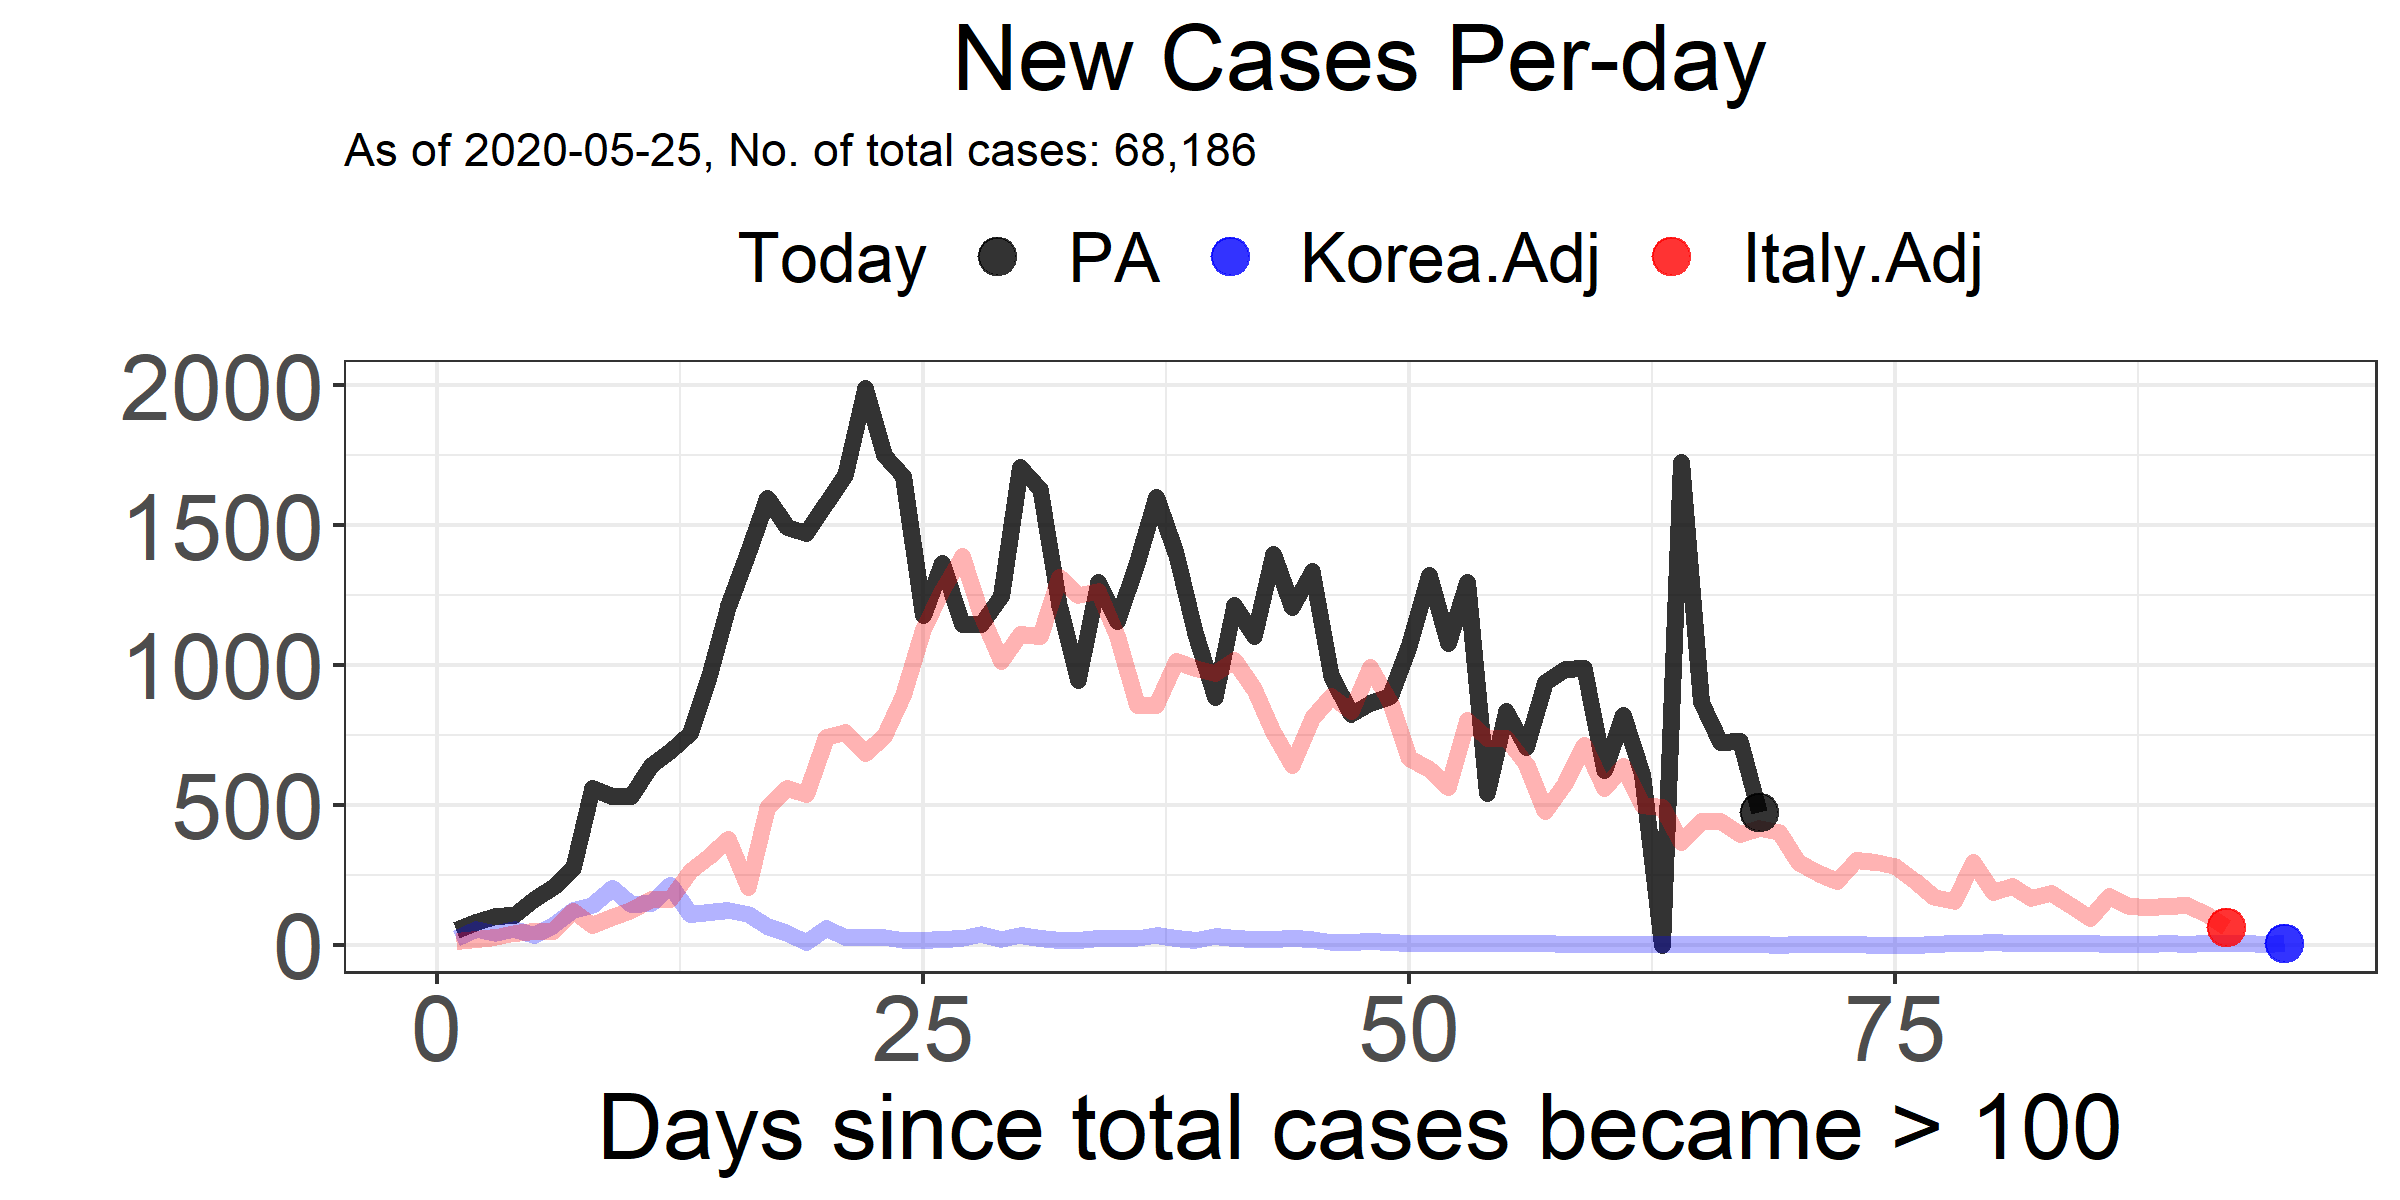 New Cases Per-day
As of 2020-05-25, No. of total cases: 68,186
Today PA Korea.Adj Italy.Adj
2000
1500
1000
500
0
0 25 50 75
Days since total cases became > 100